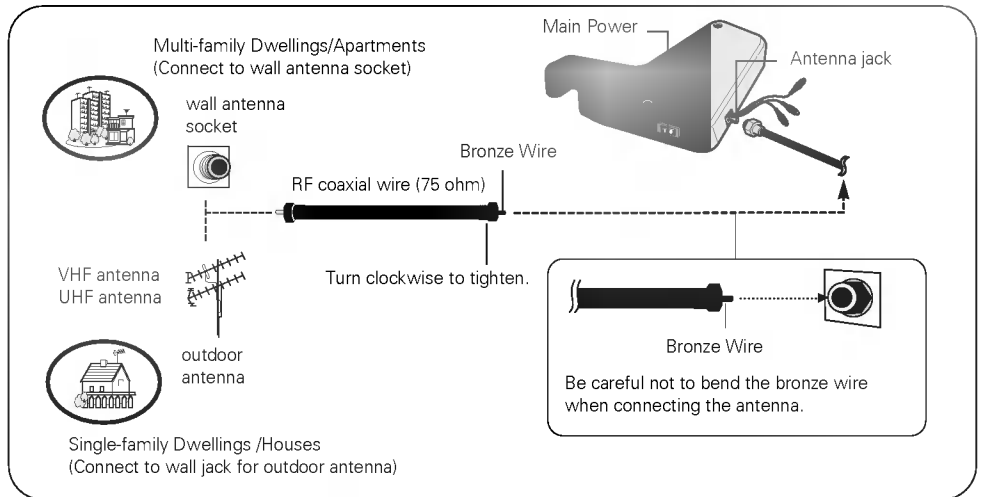 Multi-family Dwellings/Apartments
(Connect to wall antenna socket)
wall antenna
socket
Main Power
Antenna jack
Bronze Wire
RF coaxial wire (75 ohm)
Turn clockwise to tighten.
VHF antenna
UHF antenna
outdoor
antenna
Single-family Dwellings /Houses
(Connect to wall jack for outdoor antenna)
Bronze Wire
Be careful not to bend the bronze wire
when connecting the antenna.